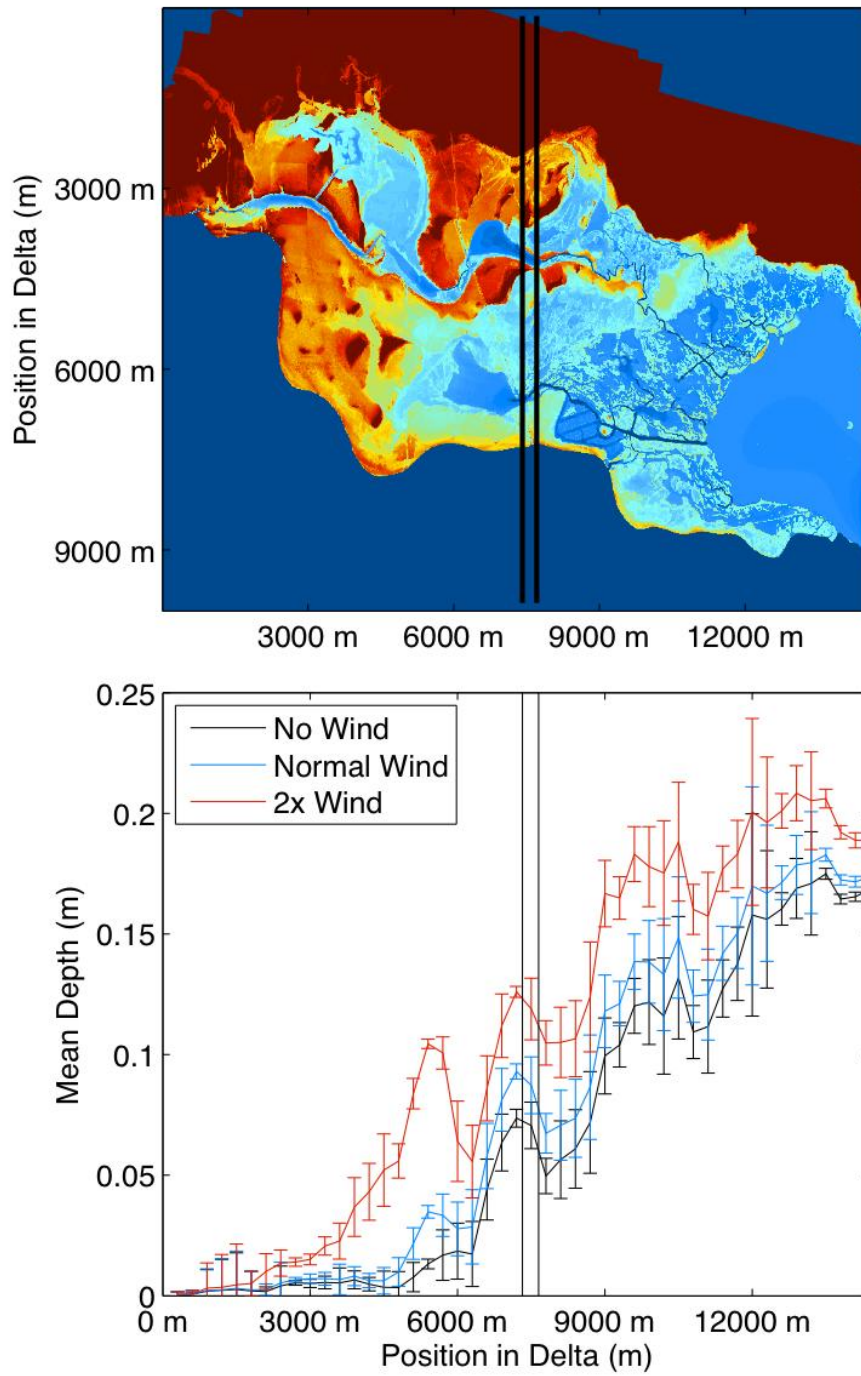 Position in Delta (m)
3000 m
6000 m
9000 m
3000 m 6000 m 9000 m 12000 m
Mean Depth (m)
0.25
0.2
0.15
0.1
0.05
0
No Wind
Normal Wind
2x Wind
0 m 3000 m 6000 m 9000 m 12000 m
Position in Delta (m)